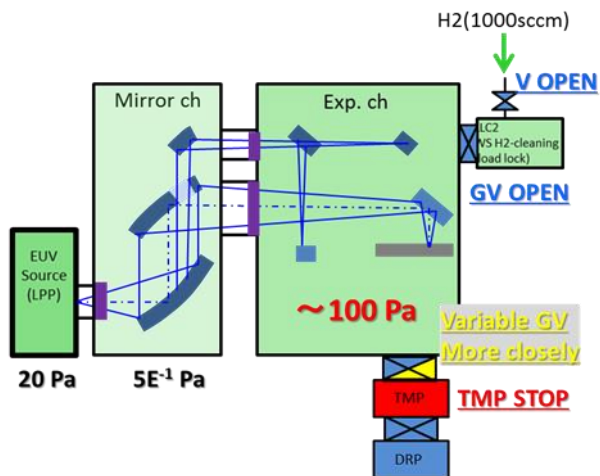 H2(1000sccm)
V OPEN
Mirror ch
Exp. ch
LC2
WS H2-cleaning
load lock)
GV OPEN
EUV
Source
(LPP)
~100 Pa
Variable GV
More closely
20 Pa
5E-1 Pa
TMP
TMP STOP
DRP